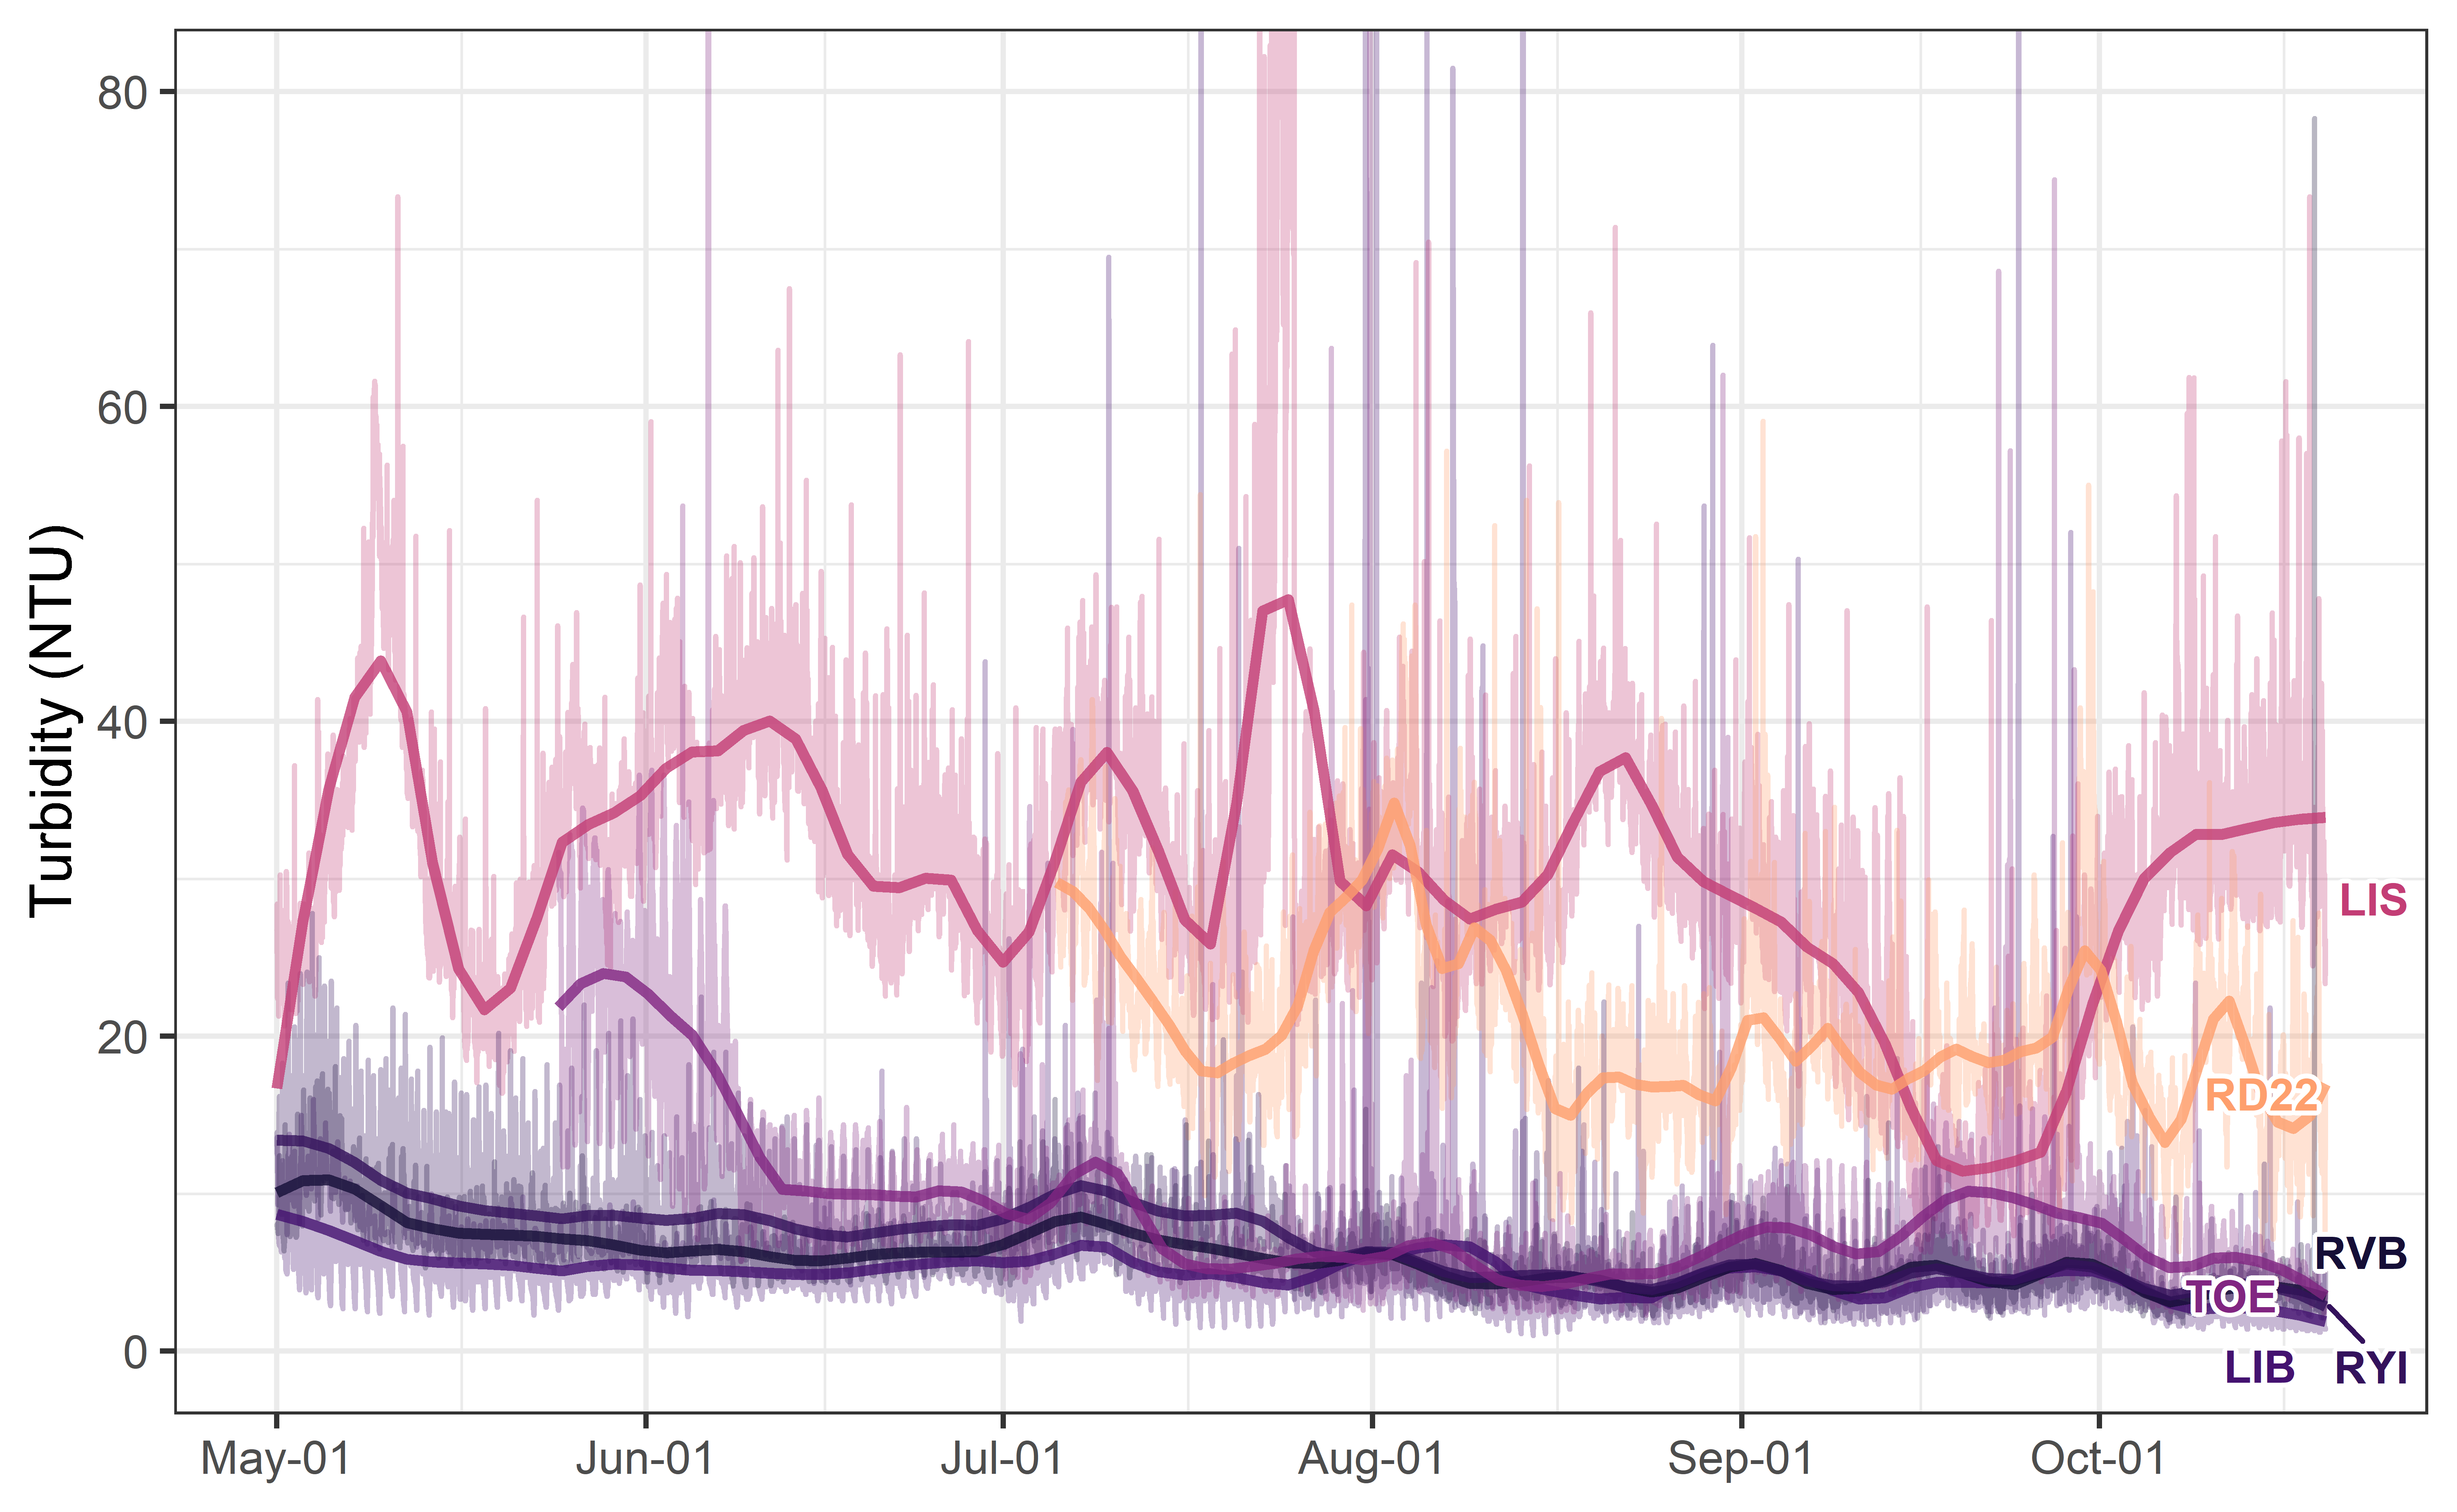 Turbidity (NTU)
80
60
40
20
0
LIS
RD22
RVB
TOE
LIB
RYI
May-01
Jun-01
Jul-01
Aug-01
Sep-01
Oct-01